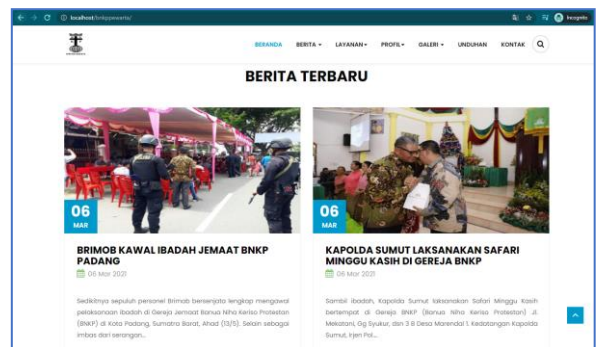 localhost/bnkppwearta/
Incognito
BERANDA BERITA LAYANAN PROFIL GALERI UNDUHAN KONTAK
BERITA TERBARU
06
MAR
06
MAR
BRIMOB KAWAL IBADAH JEMAAT BNKP
PADANG
06 Mar 2021
Sedikitnya sepuluh personel Brimob bersenjata lengkap mengawal
pelaksanaan ibadah di Gereja Jemaat Banua Niha Keriso Protestan
(BNKP) di Kota Padang, Sumatra Barat, Ahad (13/5). Selain sebagai
imbas dari serangan...
KAPOLDA SUMUT LAKSANAKAN SAFARI
MINGGU KASIH DI GEREJA BNKP
06 Mar 2021
Sambil ibadah, Kapolda Sumut laksanakan Safari Minggu Kasih
bertempat di Gereja BNKP (Banua Niha Keriso Protestan) Jl.
Mekatani, Gg Syukur, dsn 3 B Desa Marendal 1. Kedatangan Kapolda
Sumut, Irjen Pol...